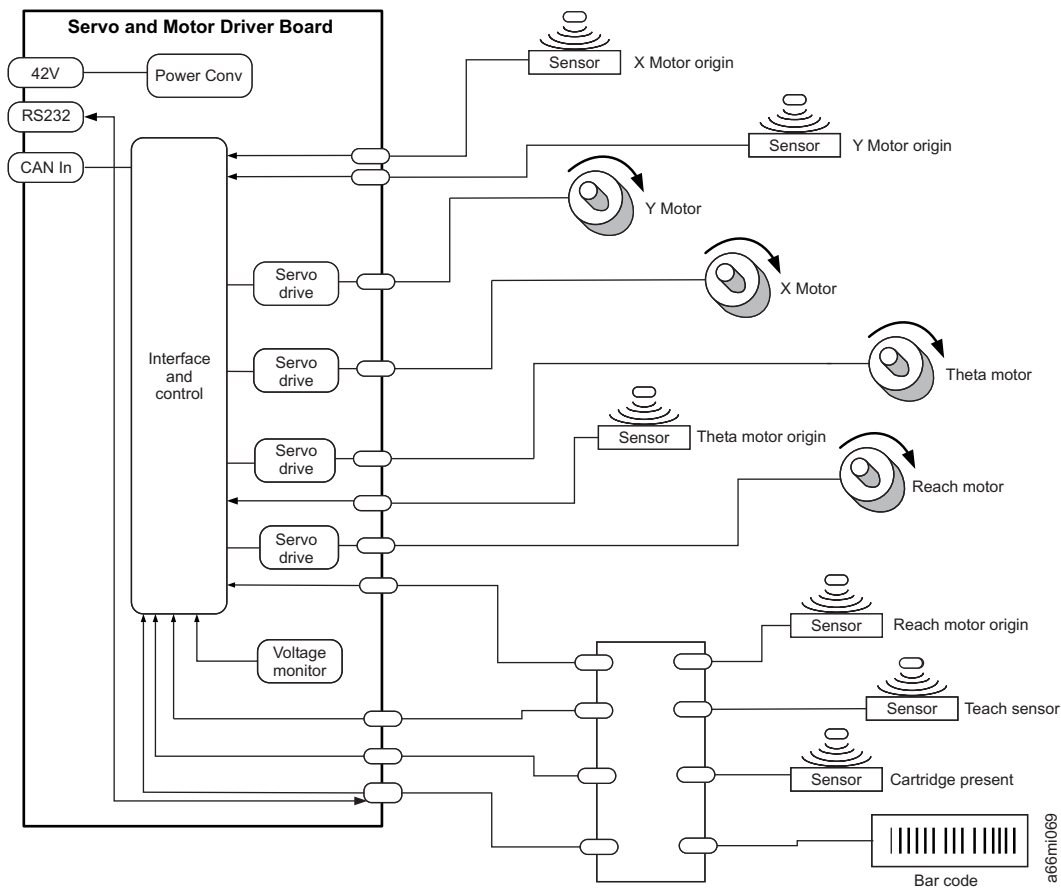 Servo and Motor Driver Board
42V
Power Conv
RS232
CAN In
Sensor
X Motor origin
Sensor
Y Motor origin
Y Motor
Servo
drive
X Motor
Interface
and
control
Servo
drive
Theta motor
Sensor
Theta motor origin
Servo
drive
Reach motor
Servo
drive
Sensor
Reach motor origin
Voltage
monitor
Sensor
Teach sensor
Sensor
Cartridge present
Bar code
a66mi069